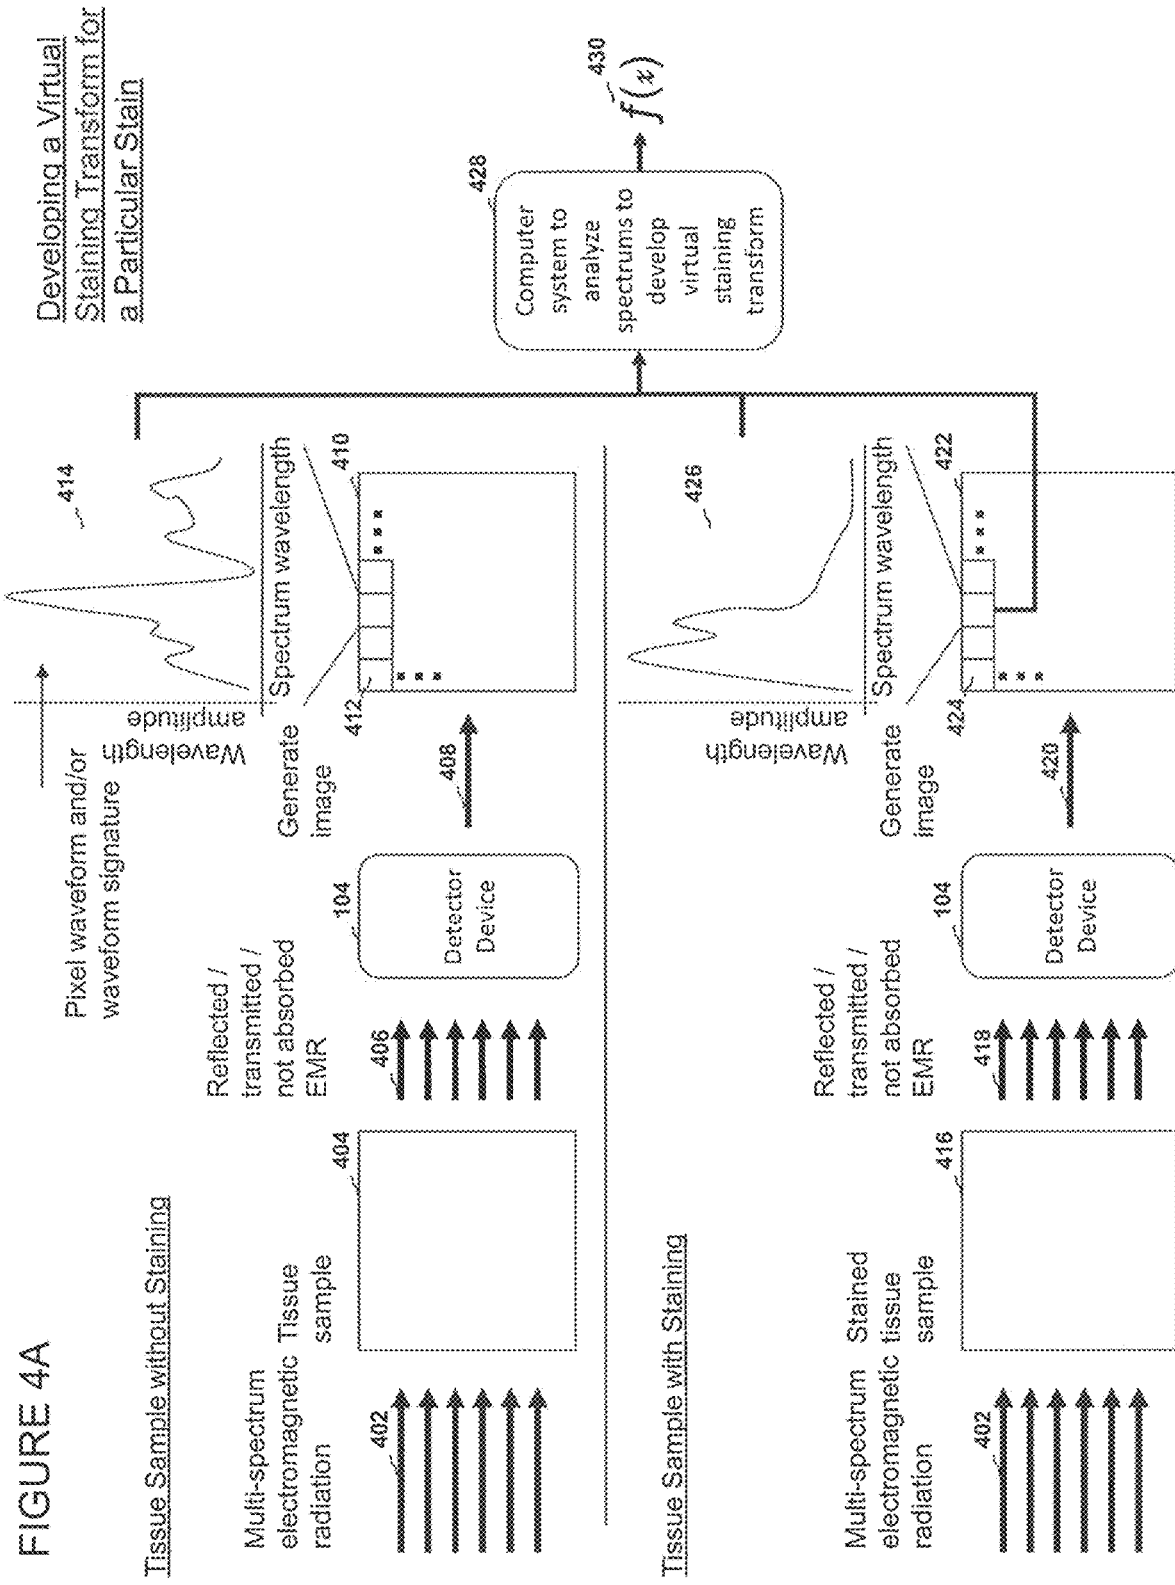 FIGURE 4A
Developing a Virtual
Staining Transform for
a Particular Stain
Tissue Sample without Staining
Multi-spectrum
electromagnetic
radiation
402
Tissue
sample
404
Reflected /
transmitted /
not absorbed
EMR
406
104
Detector
Device
408
Generate
image
Pixel waveform and/or
waveform signature
Wavelength
amplitude
Spectrum wavelength
414
412
410
Tissue Sample with Staining
Multi-spectrum
electromagnetic
radiation
402
Stained
tissue
sample
416
Reflected /
transmitted /
not absorbed
EMR
418
104
Detector
Device
420
Generate
image
Wavelength
amplitude
Spectrum wavelength
426
424
422
428
Computer
system to
analyze
spectrums to
develop
virtual
staining
transform
430
f(x)